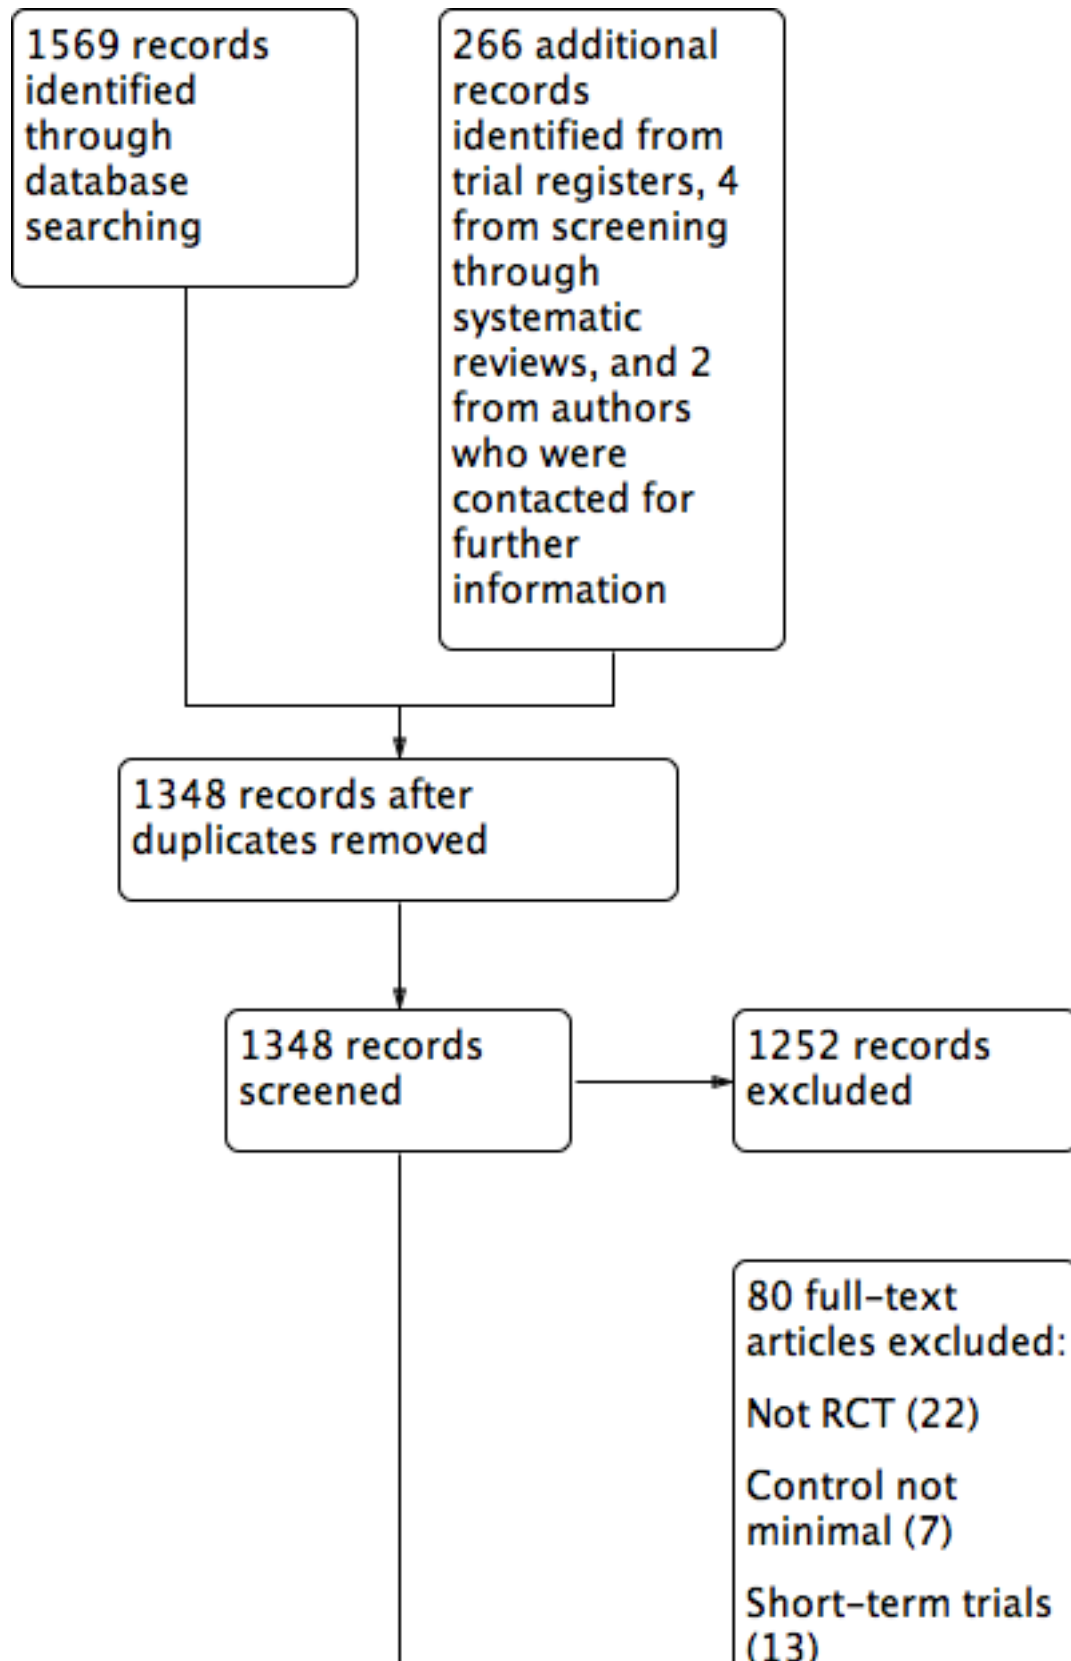 1569 records
identified
through
database
searching
266 additional
records
identified from
trial registers, 4
from screening
through
systematic
reviews, and 2
from authors
who were
contacted for
further
information
1348 records after
duplicates removed
1348 records
screened
1252 records
excluded
80 full-text
articles excluded:
Not RCT (22)
Control not
minimal (7)
Short-term trials
(13)